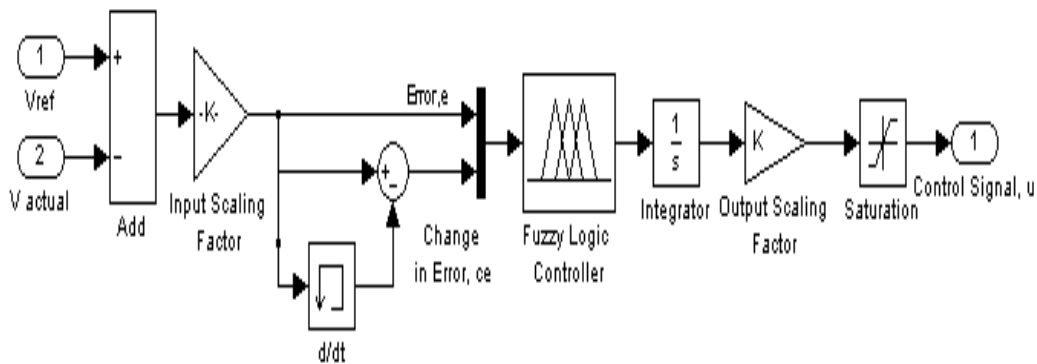 1
Vref
2
V actual
+
−
Add
-K-
Input Scaling
Factor
Error,e
+
-
d/dt
Change
in Error, ce
Fuzzy Logic
Controller
1
s
Integrator
K
Output Scaling
Factor
Saturation
1
Control Signal, u